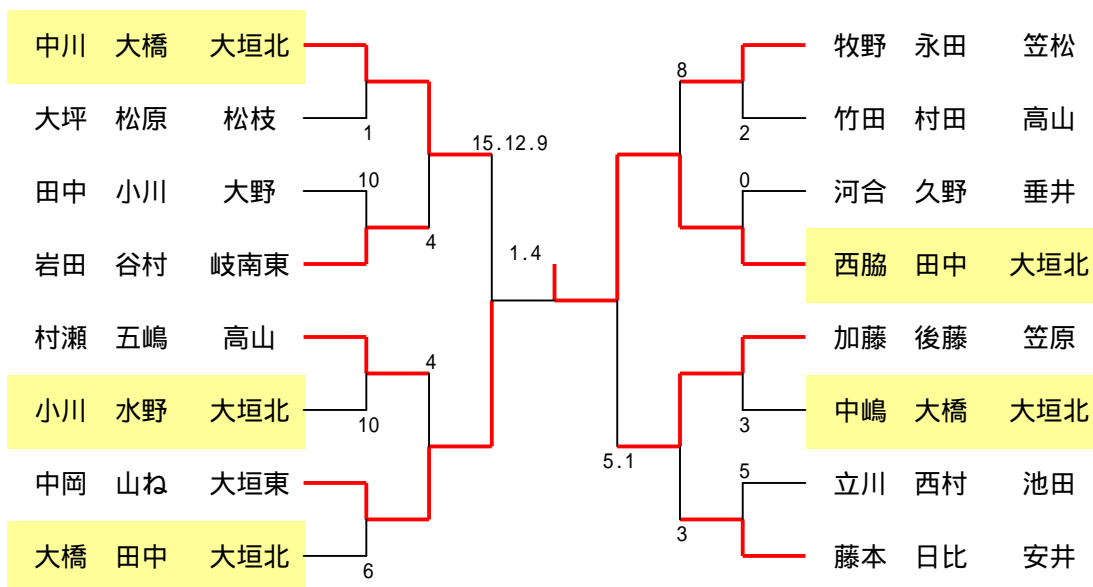 中川 大橋 大垣北
大坪 松原 松枝
田中 小川 大野
岩田 谷村 岐南東
村瀬 五嶋 高山
小川 水野 大垣北
中岡 山ね 大垣東
大橋 田中 大垣北
1
10
4
15.12.9
4
10
6
1.4
8
2
0
5.1
3
5
3
牧野 永田 笠松
竹田 村田 高山
河合 久野 垂井
西脇 田中 大垣北
加藤 後藤 笠原
中嶋 大橋 大垣北
立川 西村 池田
藤本 日比 安井